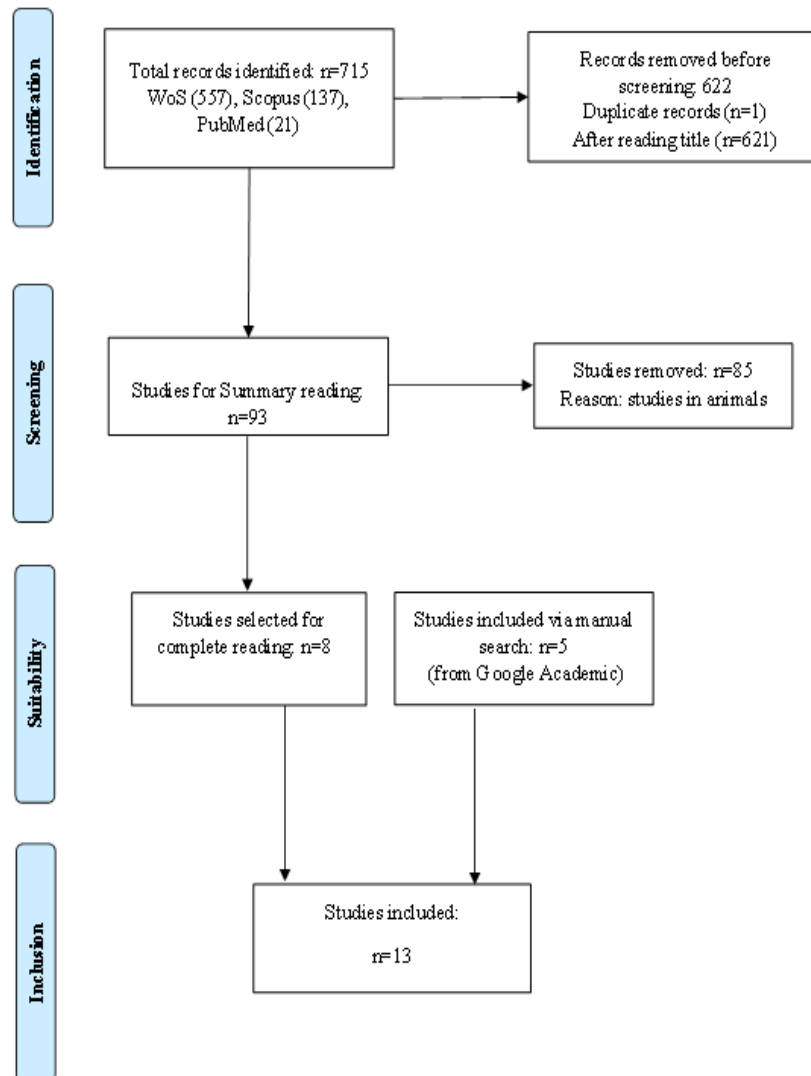 Identification
Total records identified: n=715
WoS (557), Scopus (137),
PubMed (21)
Records removed before
screening: 622
Duplicate records (n=1)
After reading title (n=621)
Screening
Studies for Summary reading:
n=93
Studies removed: n=85
Reason: studies in animals
Suitability
Studies selected for
complete reading: n=8
Studies included via manual
search: n=5
(from Google Academic)
Inclusion
Studies included:
n=13